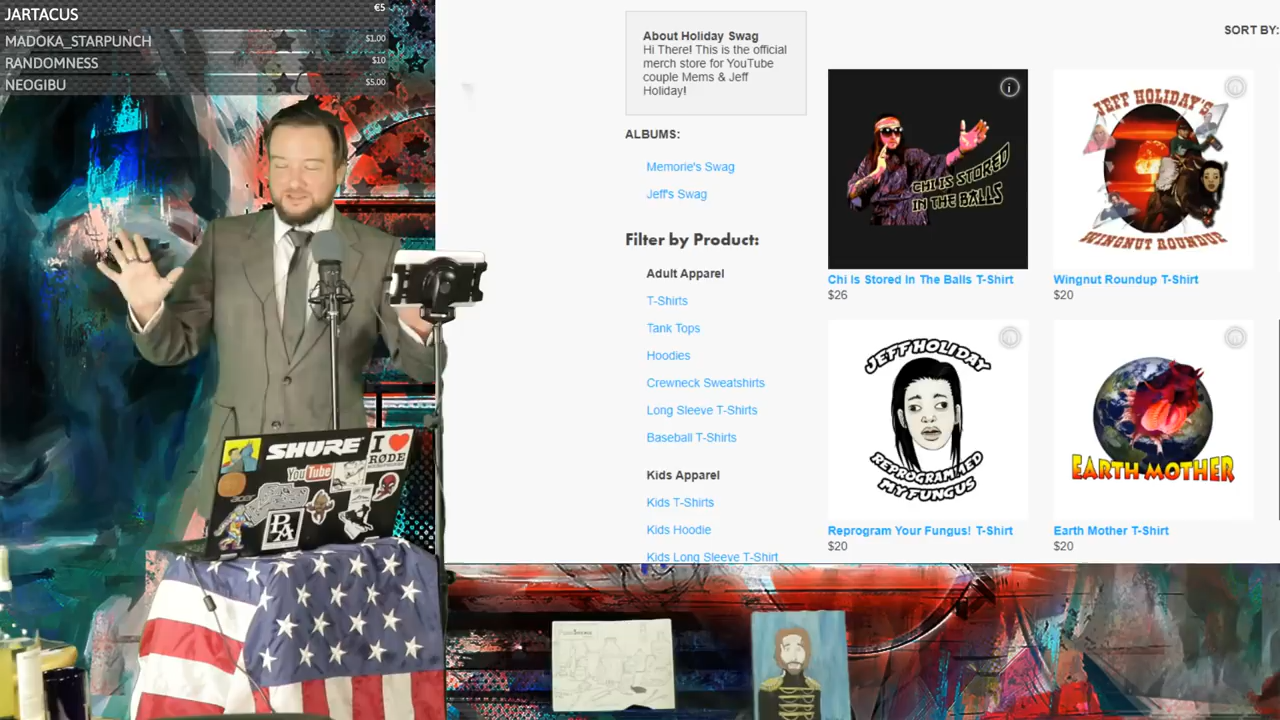 JARTACUS €5
MADOKA_STARPUNCH $1.00
RANDOMNESS $10
NEOGIBU $5.00
About Holiday Swag
Hi There! This is the official
merch store for YouTube
couple Mems & Jeff
Holiday!
ALBUMS:
Memorie's Swag
Jeff's Swag
Filter by Product:
Adult Apparel
T-Shirts
Tank Tops
Hoodies
Crewneck Sweatshirts
Long Sleeve T-Shirts
Baseball T-Shirts
Kids Apparel
Kids T-Shirts
Kids Hoodie
Kids Long Sleeve T-Shirt
SORT BY:
CHI IS STORED
IN THE BALLS
Chi Is Stored In The Balls T-Shirt
$26
JEFF HOLIDAY'S
WINGNUT ROUNDUP
Wingnut Roundup T-Shirt
$20
JEFF HOLIDAY
REPROGRAMMED
MY FUNGUS
Reprogram Your Fungus! T-Shirt
$20
EARTH MOTHER
Earth Mother T-Shirt
$20
SHURE
I ♥
RØDE
YouTube
PA